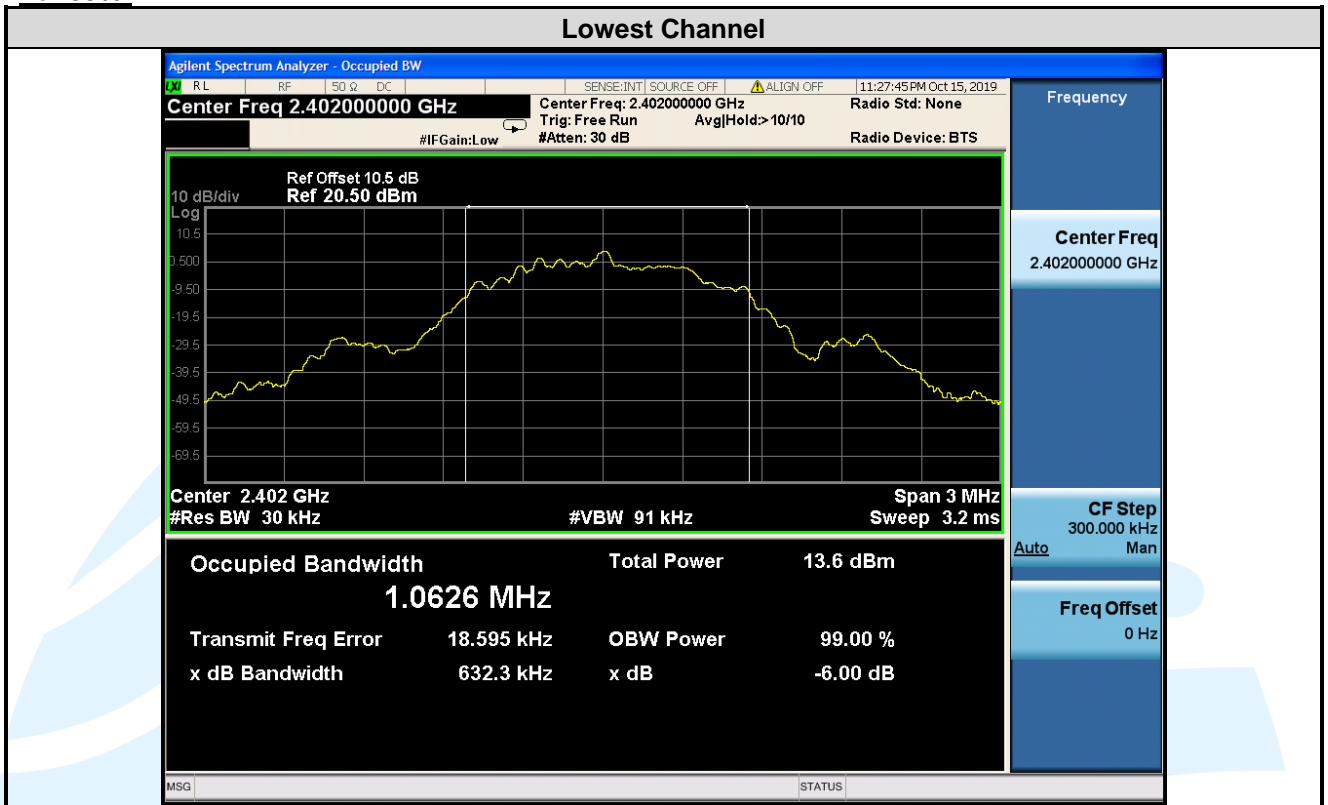 Lowest Channel
Agilent Spectrum Analyzer - Occupied BW
LXI RL RF 50 Ω DC SENSE:INT SOURCE OFF ALIGN OFF 11:27:45 PM Oct 15, 2019
Center Freq 2.402000000 GHz
Center Freq: 2.402000000 GHz
Radio Std: None
Trig: Free Run Avg|Hold:>10/10
#IFGain:Low
#Atten: 30 dB
Radio Device: BTS
Ref Offset 10.5 dB
10 dB/div Ref 20.50 dBm
Log
10.5
0.500
-9.50
-19.5
-29.5
-39.5
-49.5
-59.5
-69.5
Center 2.402 GHz
Span 3 MHz
#Res BW 30 kHz
#VBW 91 kHz
Sweep 3.2 ms
Occupied Bandwidth
Total Power 13.6 dBm
1.0626 MHz
Transmit Freq Error 18.595 kHz
OBW Power 99.00 %
x dB Bandwidth 632.3 kHz
x dB -6.00 dB
MSG
STATUS
Frequency
Center Freq
2.402000000 GHz
CF Step
300.000 kHz
Auto Man
Freq Offset
0 Hz